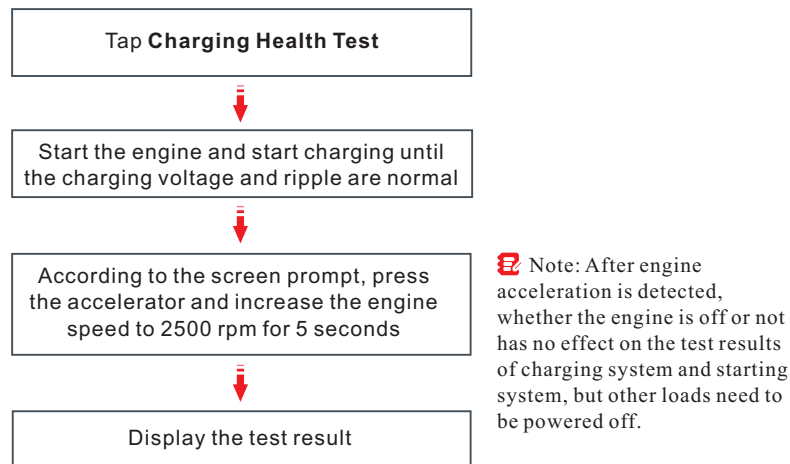 Tap Charging Health Test
Start the engine and start charging until
the charging voltage and ripple are normal
According to the screen prompt, press
the accelerator and increase the engine
speed to 2500 rpm for 5 seconds
Note: After engine
acceleration is detected,
whether the engine is off or not
has no effect on the test results
of charging system and starting
system, but other loads need to
be powered off.
Display the test result